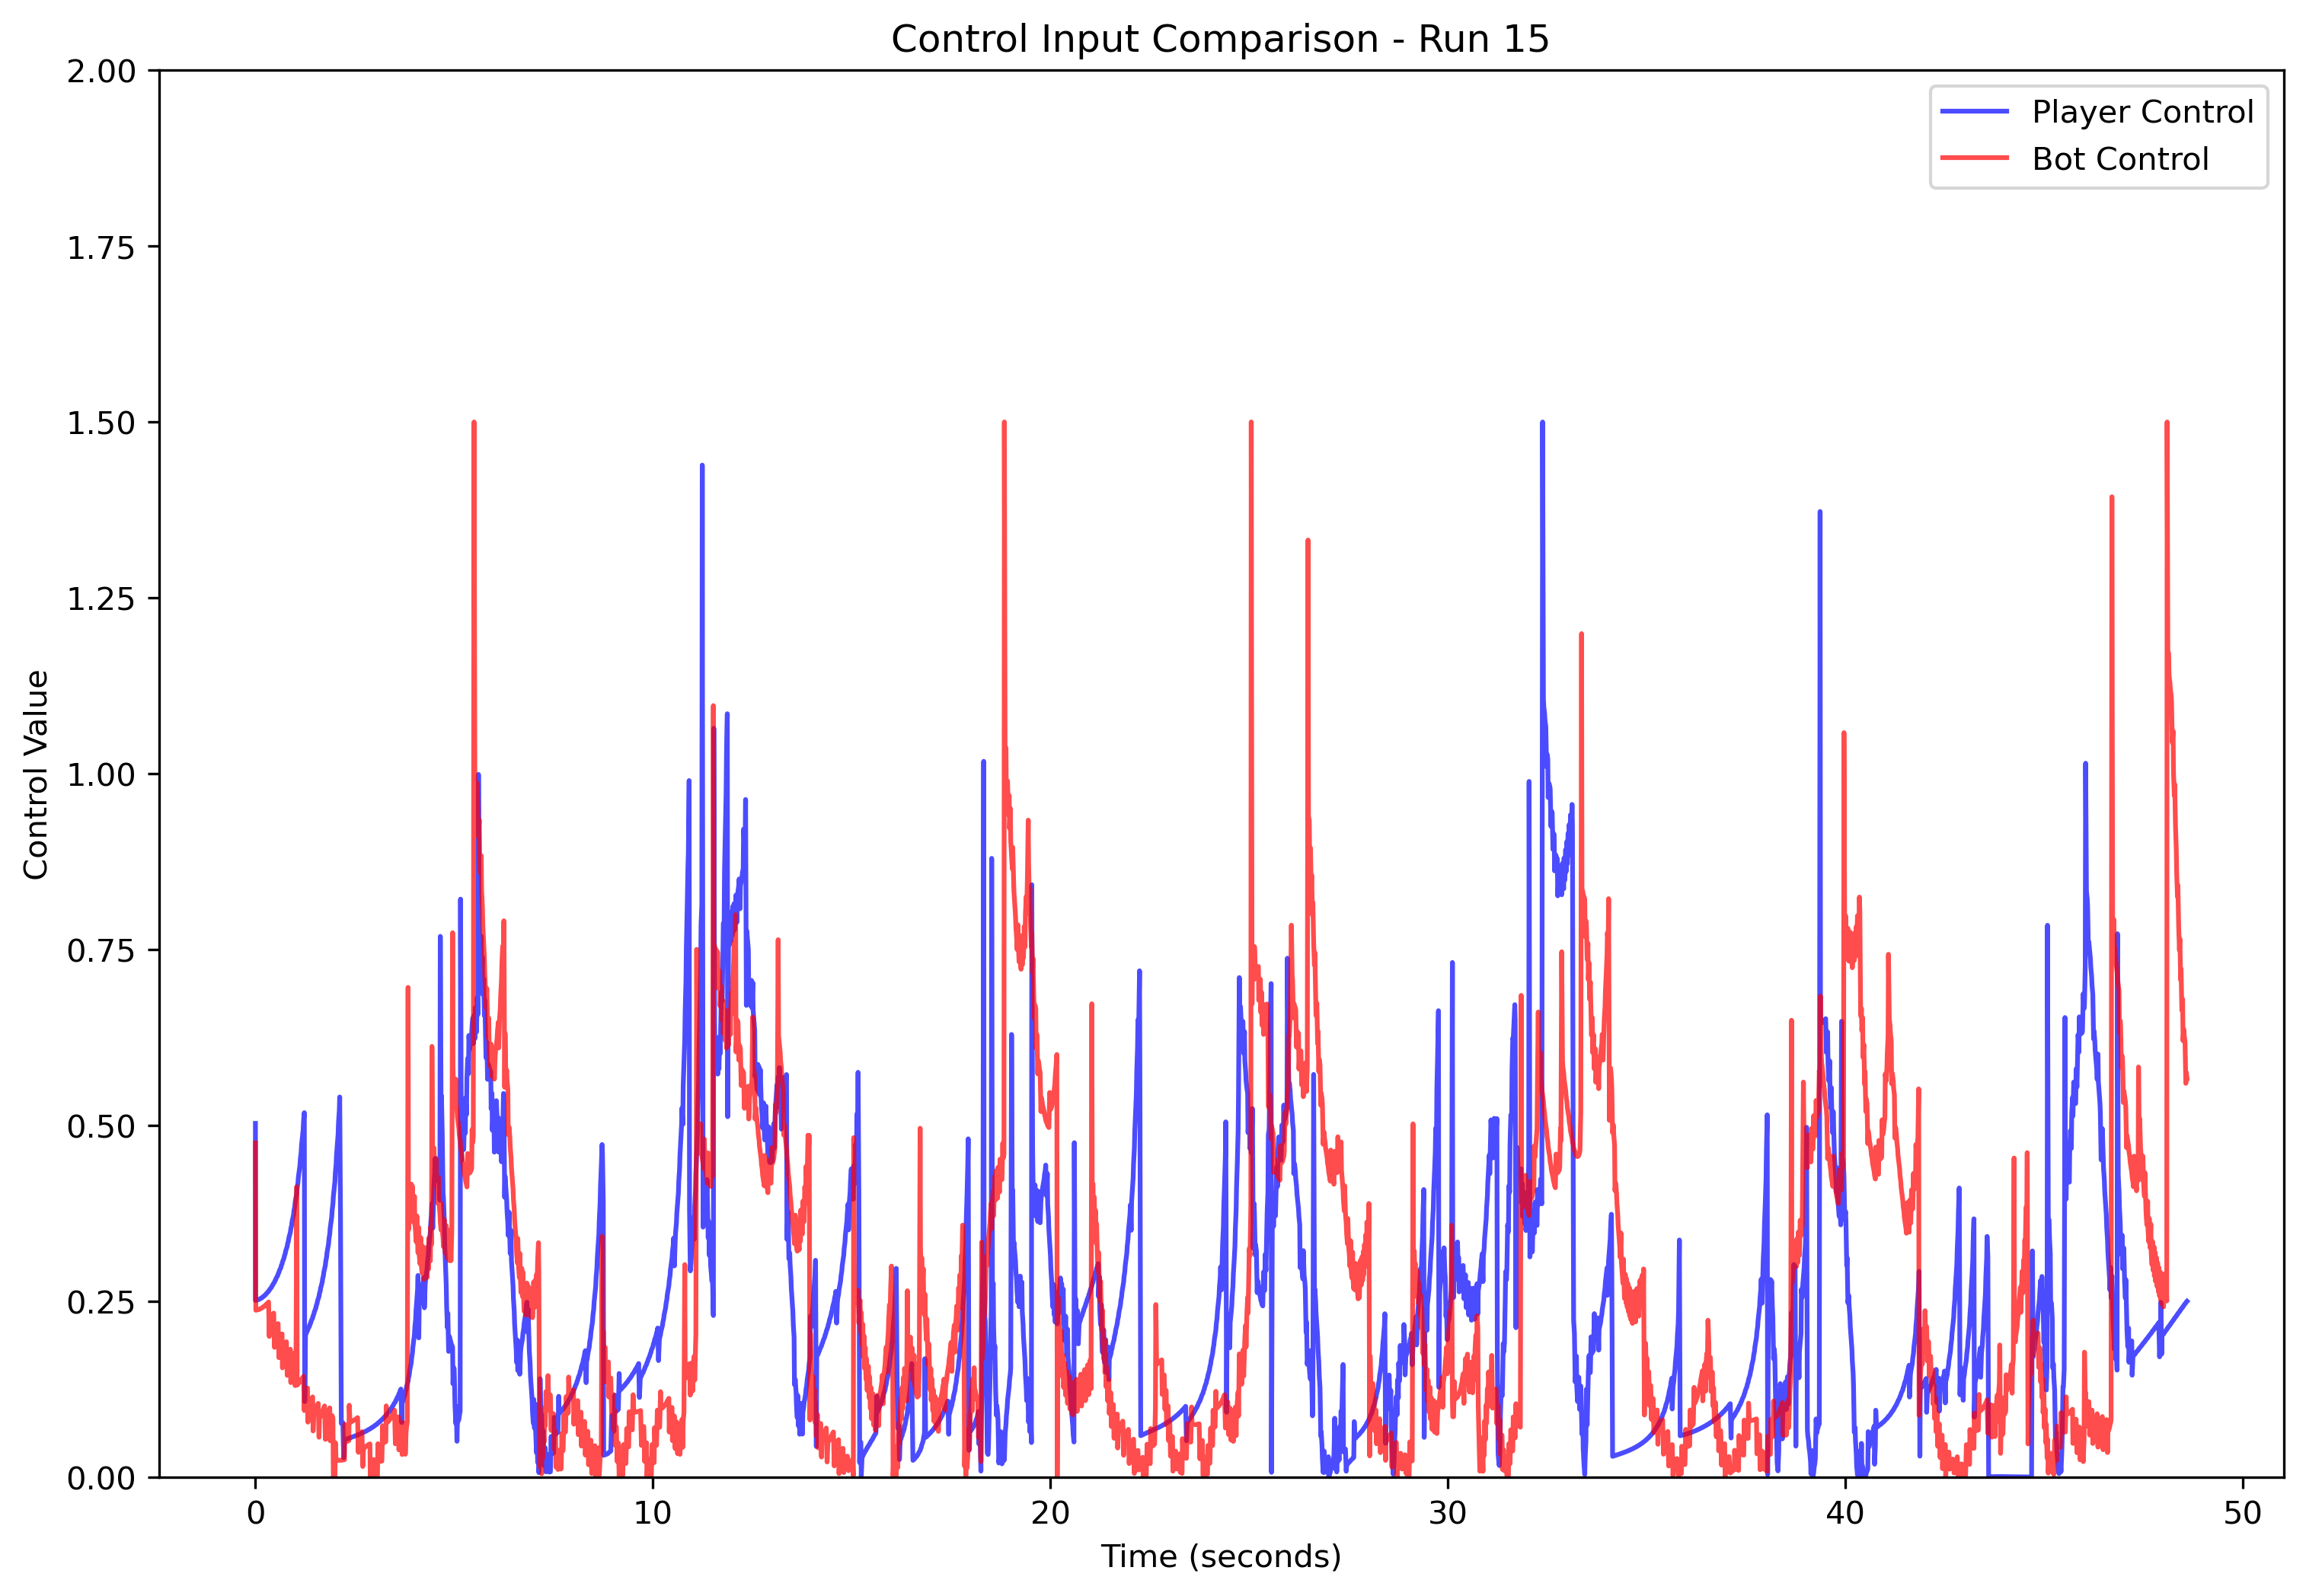 Control Input Comparison - Run 15
Player Control
Bot Control
Control Value
2.00
1.75
1.50
1.25
1.00
0.75
0.50
0.25
0.00
0 10 20 30 40 50
Time (seconds)